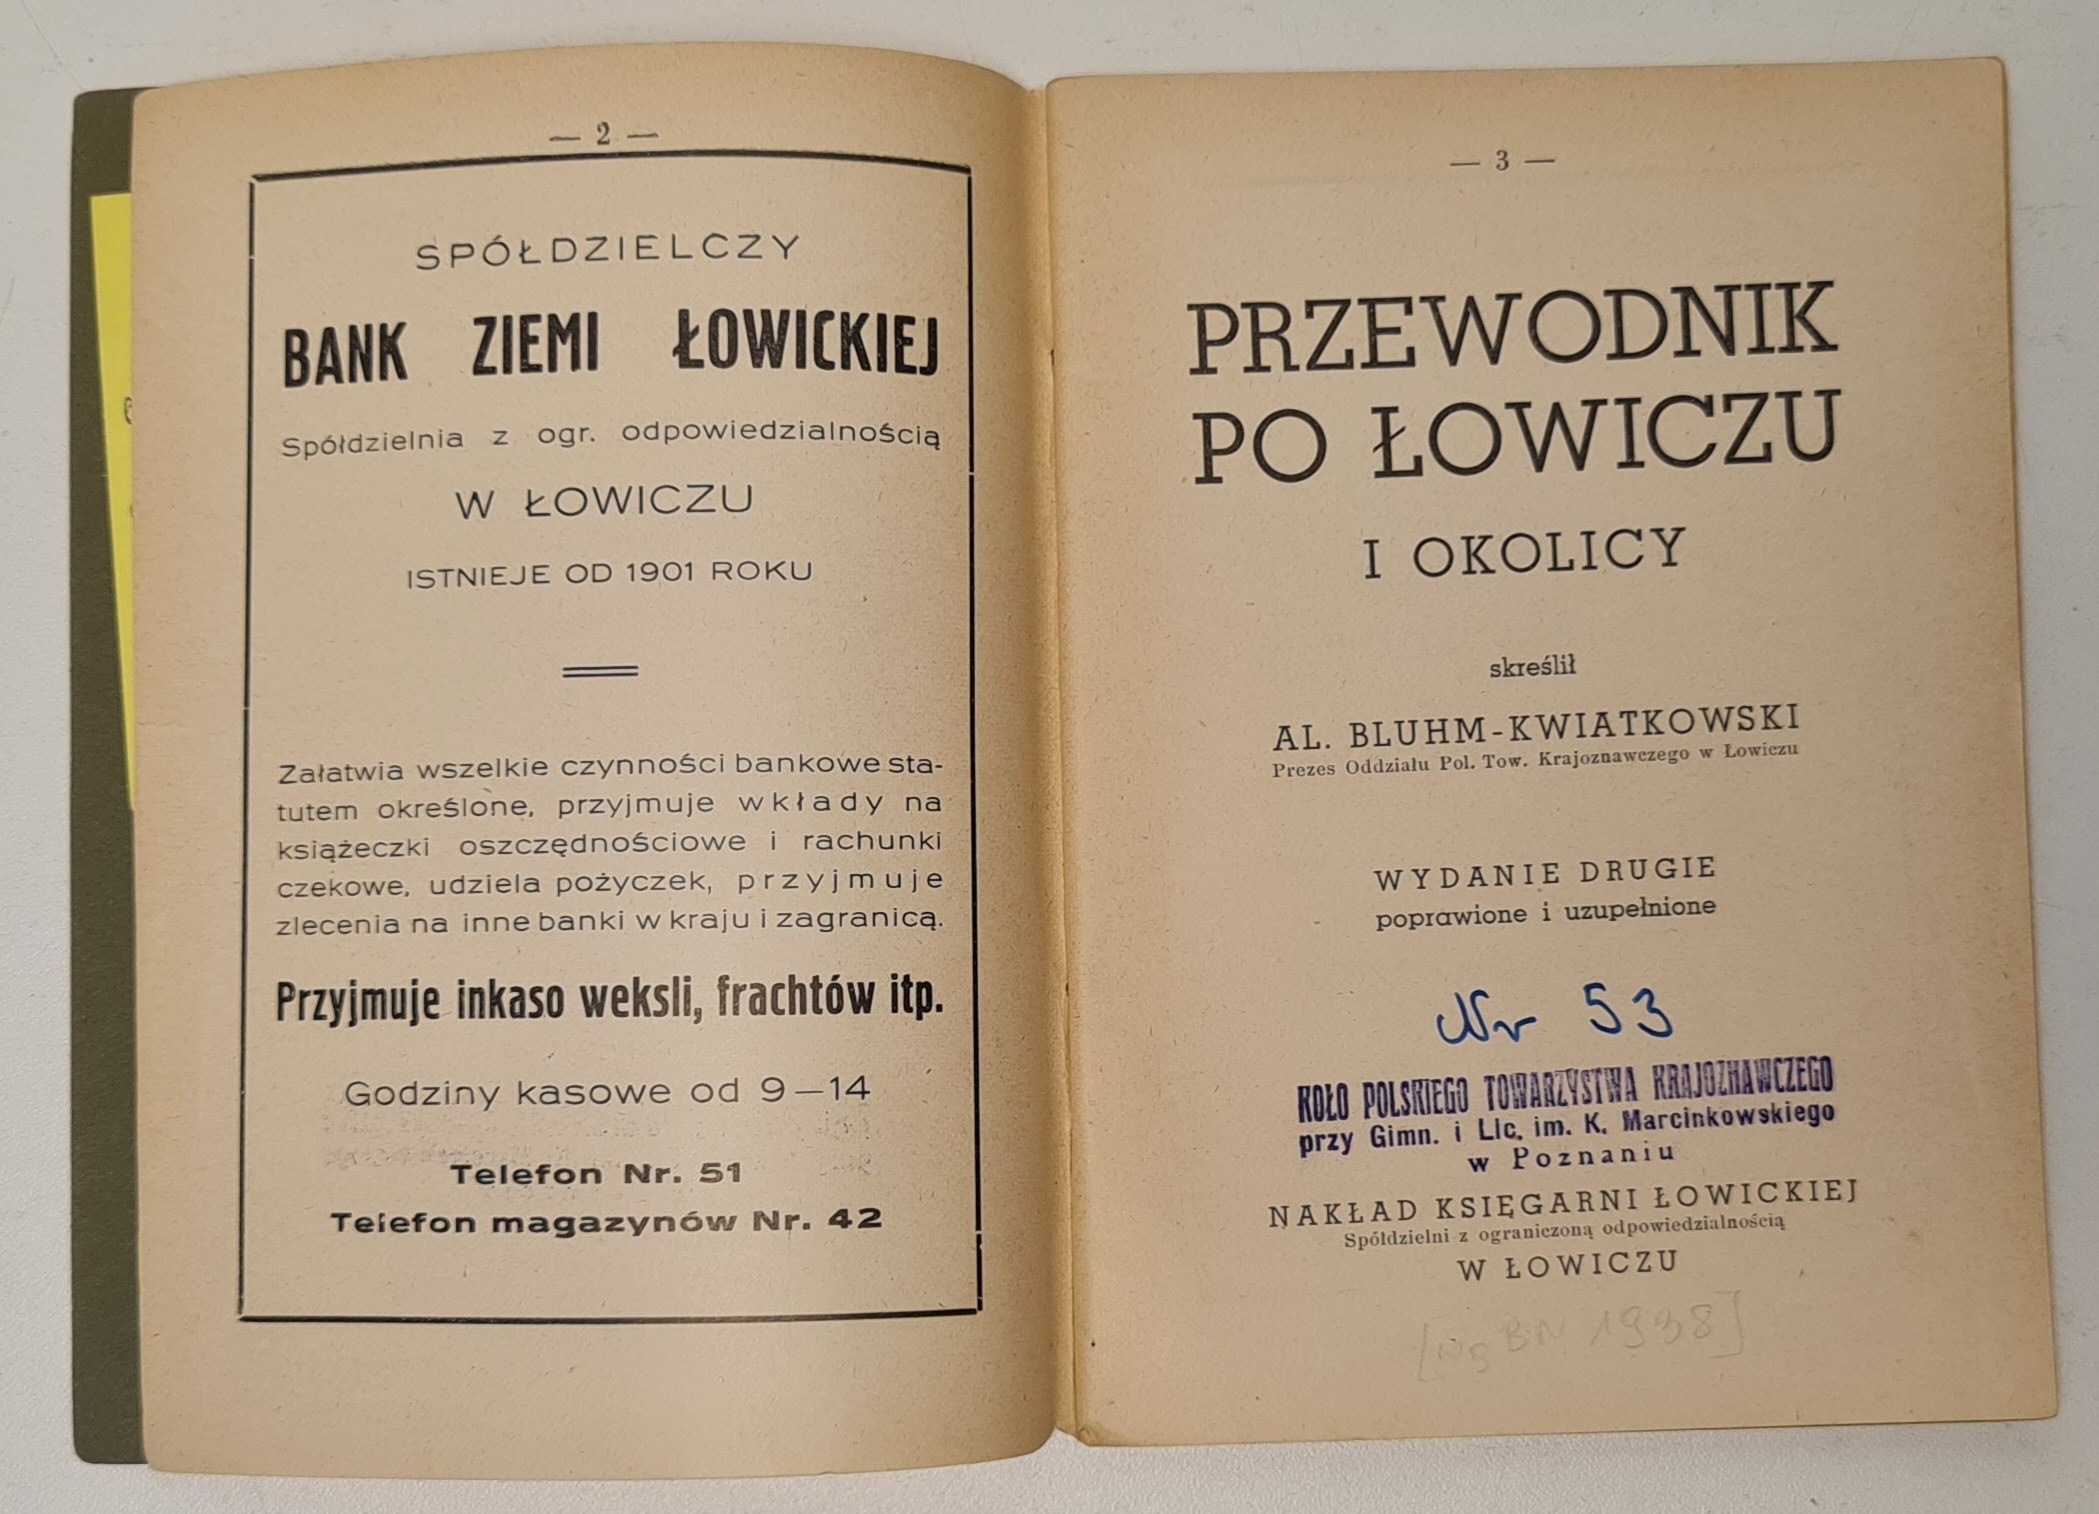 — 2 —
SPÓŁDZIELCZY
BANK ZIEMI ŁOWICKIEJ
Spółdzielnia z ogr. odpowiedzialnością
W ŁOWICZU
ISTNIEJE OD 1901 ROKU
Załatwia wszelkie czynności bankowe sta-
tutem określone, przyjmuje wkłady na
książeczki oszczędnościowe i rachunki
czekowe, udziela pożyczek, przyjmuje
zlecenia na inne banki w kraju i zagranicą.
Przyjmuje inkaso weksli, frachtów itp.
Godziny kasowe od 9—14
Telefon Nr. 51
Telefon magazynów Nr. 42
— 3 —
PRZEWODNIK
PO ŁOWICZU
I OKOLICY
skreślił
AL. BLUHM-KWIATKOWSKI
Prezes Oddziału Pol. Tow. Krajoznawczego w Łowiczu
WYDANIE DRUGIE
poprawione i uzupełnione
Nr 53
KOŁO POLSKIEGO TOWARZYSTWA KRAJOZNAWCZEGO
przy Gimn. i Lic. im. K. Marcinkowskiego
w Poznaniu
NAKŁAD KSIĘGARNI ŁOWICKIEJ
Spółdzielni z ograniczoną odpowiedzialnością
W ŁOWICZU
[wg BN 1938]